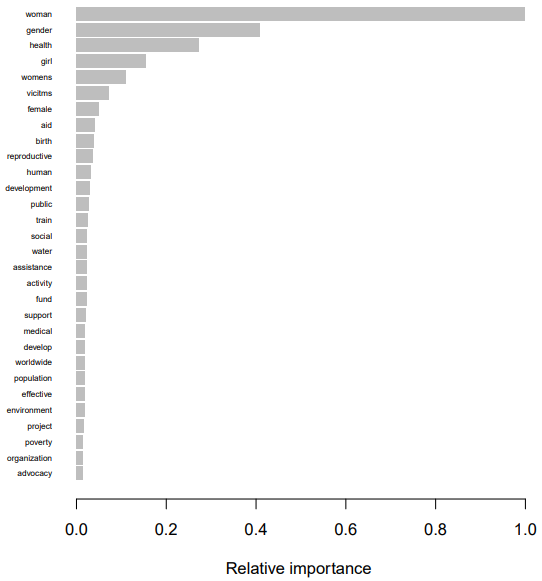 woman
gender
health
girl
womens
vicitms
female
aid
birth
reproductive
human
development
public
train
social
water
assistance
activity
fund
support
medical
develop
worldwide
population
effective
environment
project
poverty
organization
advocacy
0.0 0.2 0.4 0.6 0.8 1.0
Relative importance